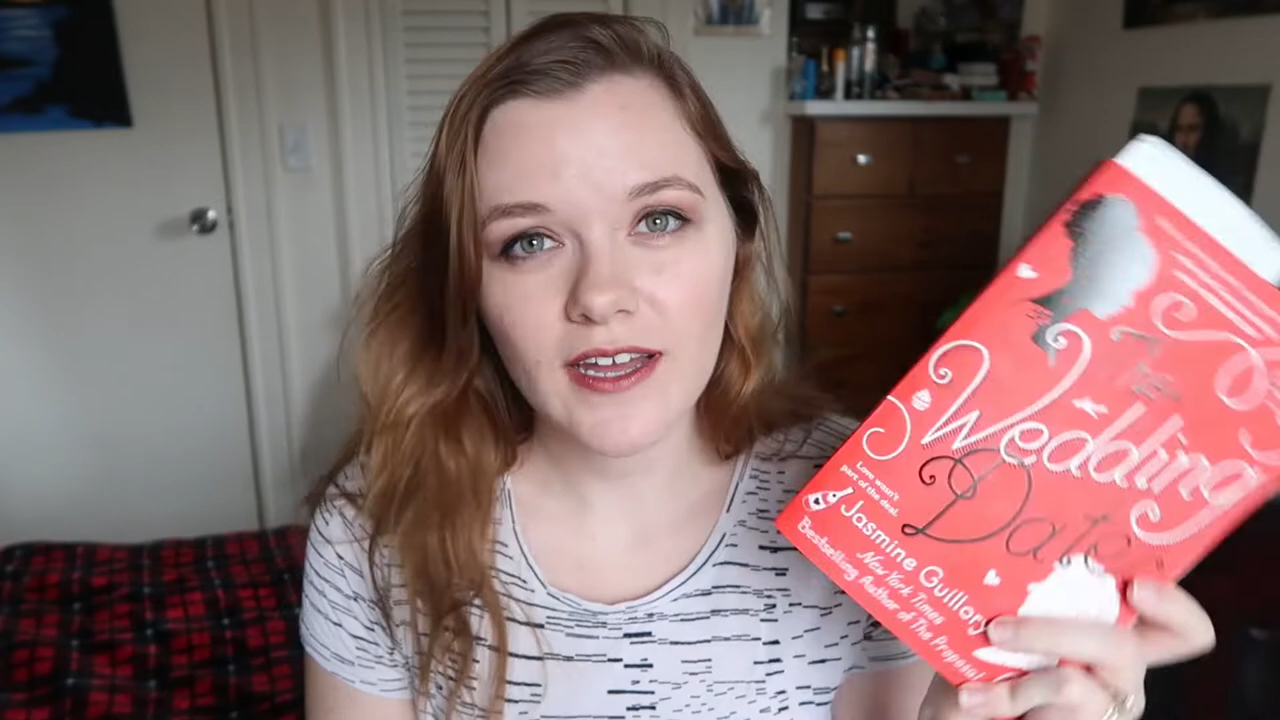 The
Wedding
Date
Love wasn't
part of the deal.
Jasmine Guillory
New York Times
Bestselling Author of The Proposal